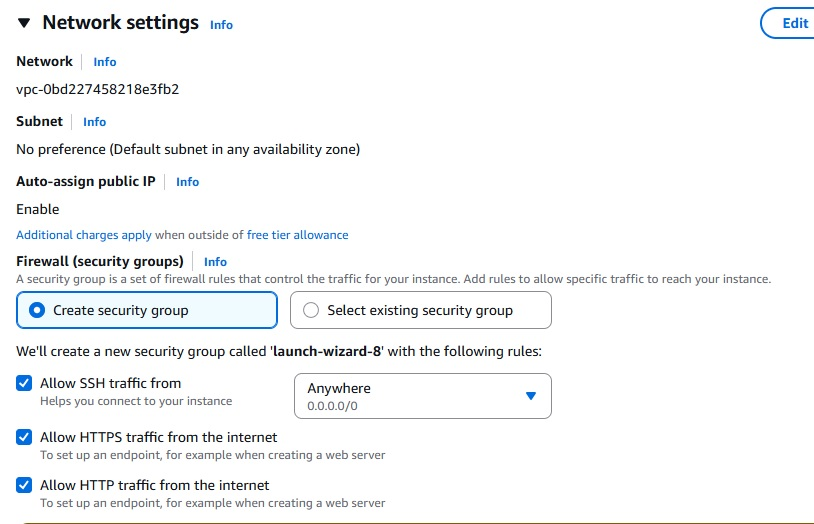 Network settings Info
Edit
Network Info
vpc-0bd227458218e3fb2
Subnet Info
No preference (Default subnet in any availability zone)
Auto-assign public IP Info
Enable
Additional charges apply when outside of free tier allowance
Firewall (security groups) Info
A security group is a set of firewall rules that control the traffic for your instance. Add rules to allow specific traffic to reach your instance.
Create security group
Select existing security group
We'll create a new security group called 'launch-wizard-8' with the following rules:
Allow SSH traffic from
Helps you connect to your instance
Anywhere
0.0.0.0/0
Allow HTTPS traffic from the internet
To set up an endpoint, for example when creating a web server
Allow HTTP traffic from the internet
To set up an endpoint, for example when creating a web server